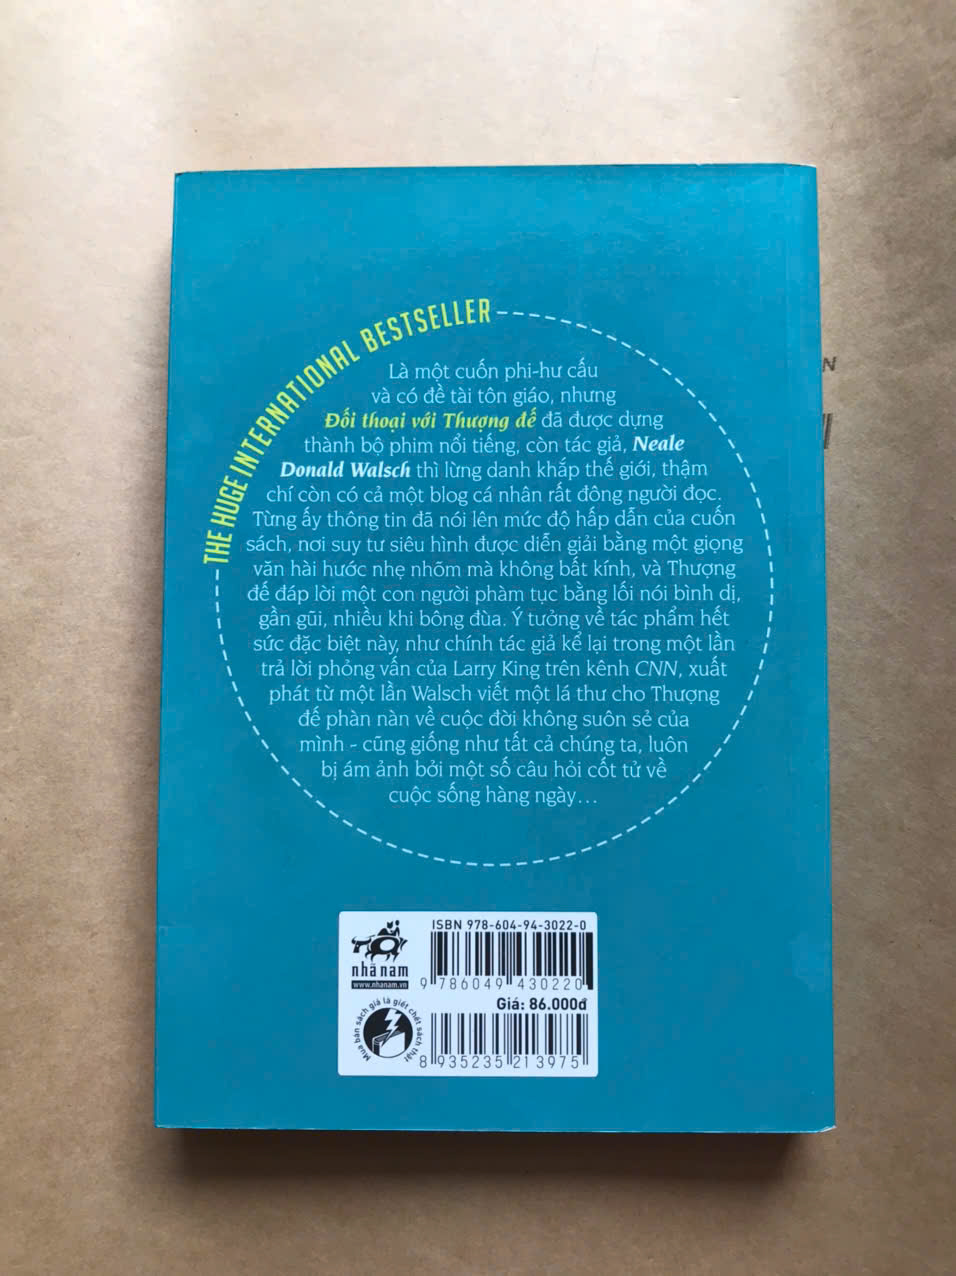 THE HUGE INTERNATIONAL BESTSELLER
Là một cuốn phi-hư cấu
và có đề tài tôn giáo, nhưng
Đối thoại với Thượng đế đã được dựng
thành bộ phim nổi tiếng, còn tác giả, Neale
Donald Walsch thì lừng danh khắp thế giới, thậm
chí còn có cả một blog cá nhân rất đông người đọc.
Từng ấy thông tin đã nói lên mức độ hấp dẫn của cuốn
sách, nơi suy tư siêu hình được diễn giải bằng một giọng
văn hài hước nhẹ nhõm mà không bất kính, và Thượng
đế đáp lời một con người phàm tục bằng lối nói bình dị,
gần gũi, nhiều khi bông đùa. Ý tưởng về tác phẩm hết
sức đặc biệt này, như chính tác giả kể lại trong một lần
trả lời phỏng vấn của Larry King trên kênh CNN, xuất
phát từ một lần Walsch viết một lá thư cho Thượng
đế phàn nàn về cuộc đời không suôn sẻ của
mình - cũng giống như tất cả chúng ta, luôn
bị ám ảnh bởi một số câu hỏi cốt tử về
cuộc sống hàng ngày...
ISBN 978-604-94-3022-0
nhã nam
www.nhanam.vn
9 786049 430220
Giá: 86.000đ
Mua bán sách giả là giết chết sách thật
8 935235 213975
N